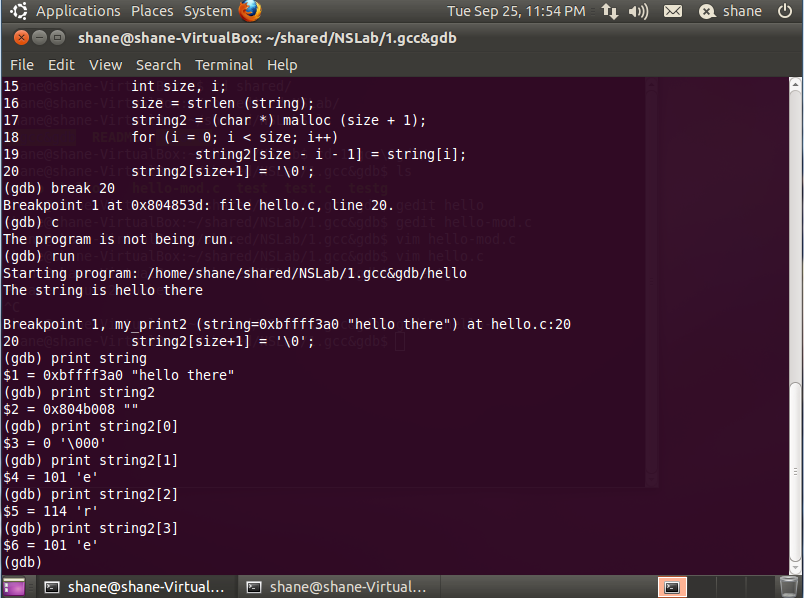 Applications Places System Tue Sep 25, 11:54 PM shane
shane@shane-VirtualBox: ~/shared/NSLab/1.gcc&gdb
File Edit View Search Terminal Help
15 int size, i;
16 size = strlen (string);
17 string2 = (char *) malloc (size + 1);
18 for (i = 0; i < size; i++)
19 string2[size - i - 1] = string[i];
20 string2[size+1] = '\0';
(gdb) break 20
Breakpoint 1 at 0x804853d: file hello.c, line 20.
(gdb) c
The program is not being run.
(gdb) run
Starting program: /home/shane/shared/NSLab/1.gcc&gdb/hello
The string is hello there
Breakpoint 1, my_print2 (string=0xbffff3a0 "hello there") at hello.c:20
20 string2[size+1] = '\0';
(gdb) print string
$1 = 0xbffff3a0 "hello there"
(gdb) print string2
$2 = 0x804b008 ""
(gdb) print string2[0]
$3 = 0 '\000'
(gdb) print string2[1]
$4 = 101 'e'
(gdb) print string2[2]
$5 = 114 'r'
(gdb) print string2[3]
$6 = 101 'e'
(gdb)
shane@shane-Virtual... shane@shane-Virtual...